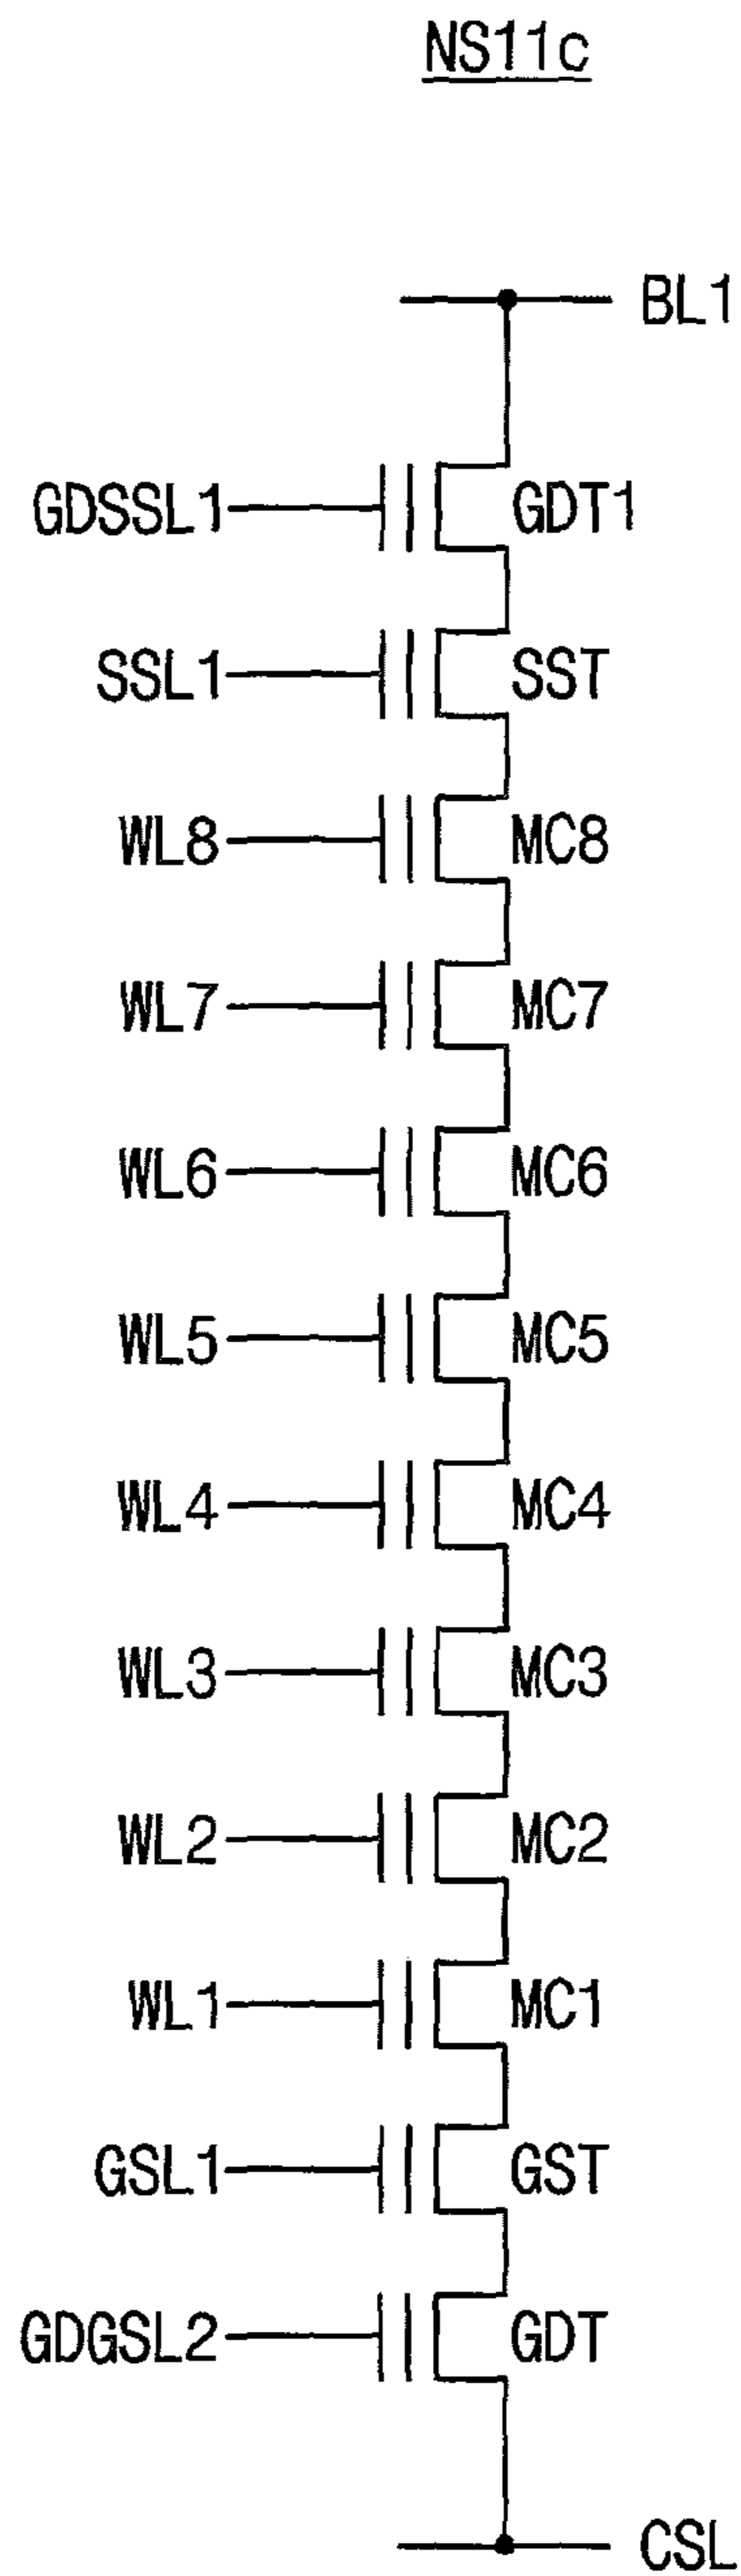 NS11c
BL1
GDSSL1 GDT1
SSL1 SST
WL8 MC8
WL7 MC7
WL6 MC6
WL5 MC5
WL4 MC4
WL3 MC3
WL2 MC2
WL1 MC1
GSL1 GST
GDGSL2 GDT
CSL